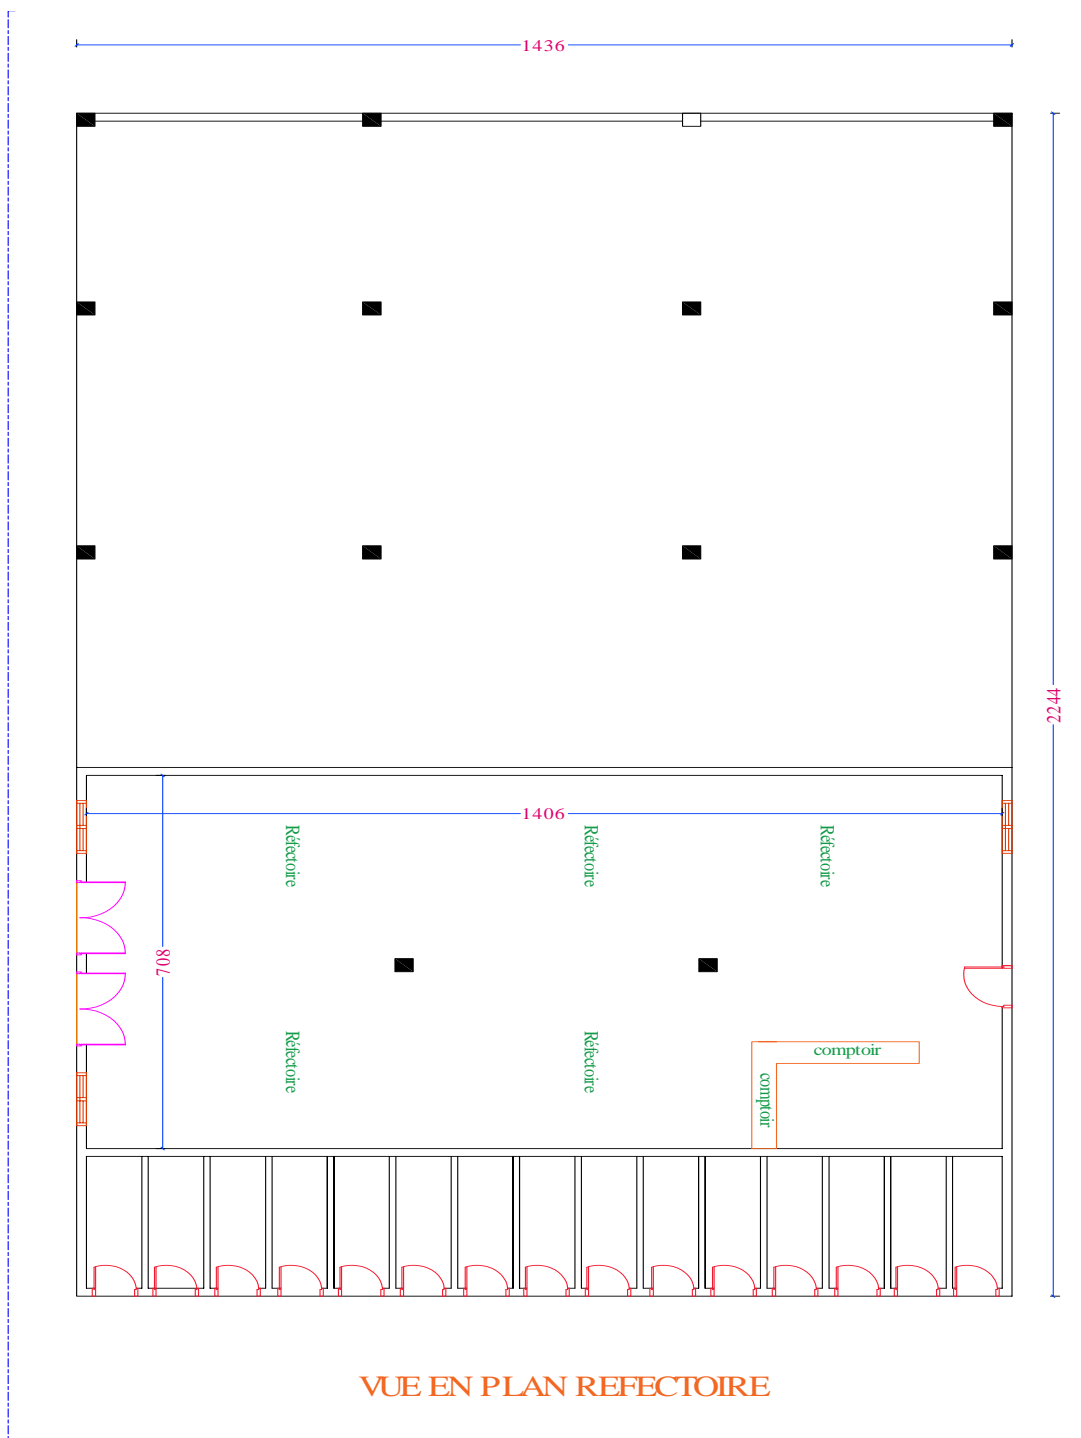 1436
2244
1406
Réfectoire
Réfectoire
Réfectoire
708
Réfectoire
Réfectoire
comptoir
comptoir
VUE EN PLAN REFECTOIRE